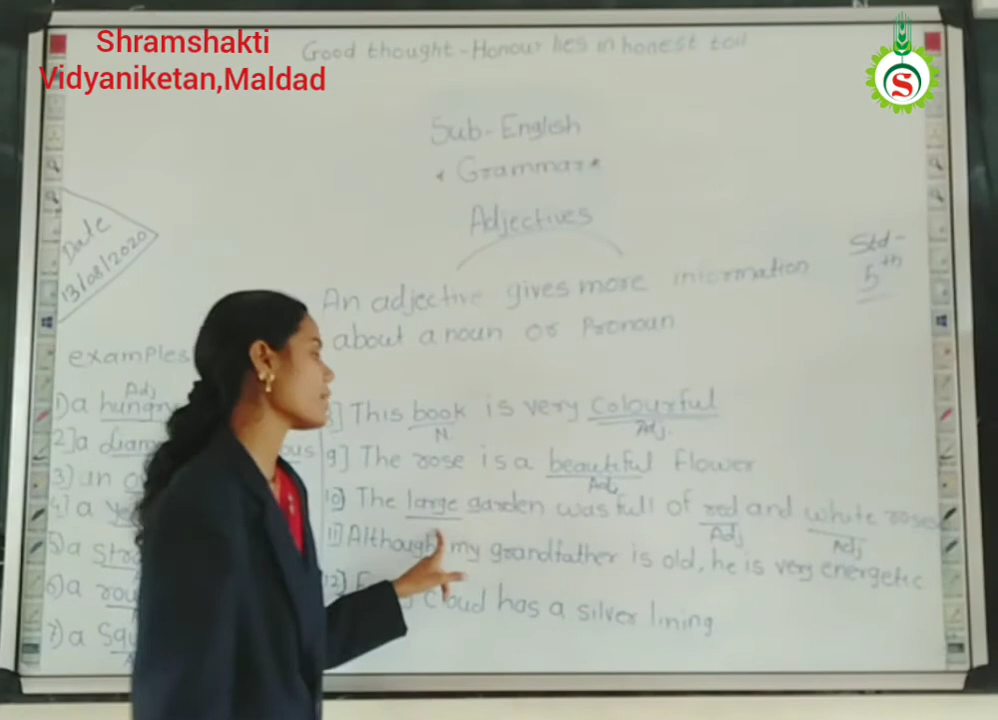 Shramshakti
Vidyaniketan,Maldad
Good thought - Honour lies in honest toil
S
Sub - English
Grammar
Adjectives
Date
13/08/2020
Std -
5th
An adjective gives more information
about a noun or Pronoun
examples
Adj
1) a hungry
2] a
3) an
4] a
5) a
6) a
7) a
8] This book is very colourful
N Adj.
9] The rose is a beautiful flower
Adj
10) The large garden was full of red and white roses
Adj Adj
11) Although my grandfather is old, he is very energetic
12) cloud has a silver lining